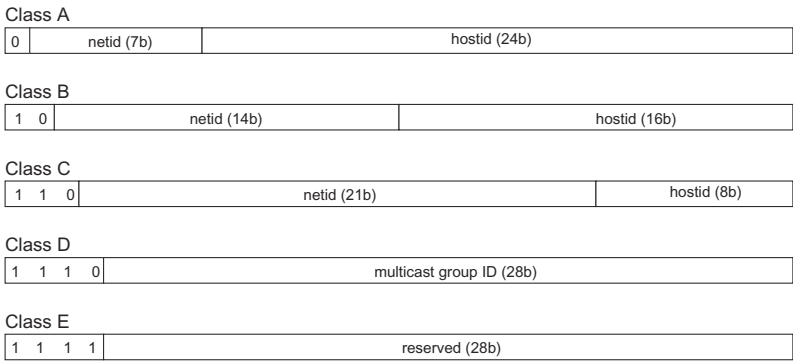 Class A
0 netid (7b) hostid (24b)
Class B
1 0 netid (14b) hostid (16b)
Class C
1 1 0 netid (21b) hostid (8b)
Class D
1 1 1 0 multicast group ID (28b)
Class E
1 1 1 1 reserved (28b)